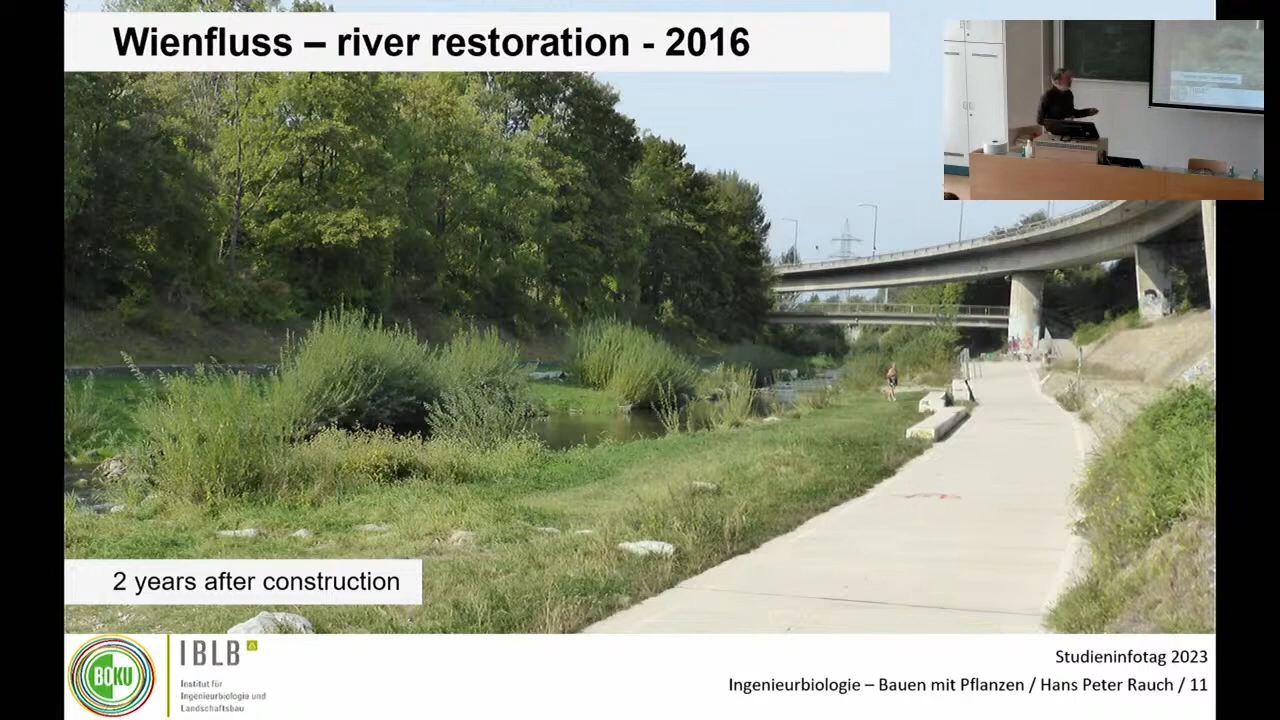 Wienfluss – river restoration - 2016
2 years after construction
BOKU
IBLB
Institut für
Ingenieurbiologie und
Landschaftsbau
Studieninfotag 2023
Ingenieurbiologie – Bauen mit Pflanzen / Hans Peter Rauch / 11